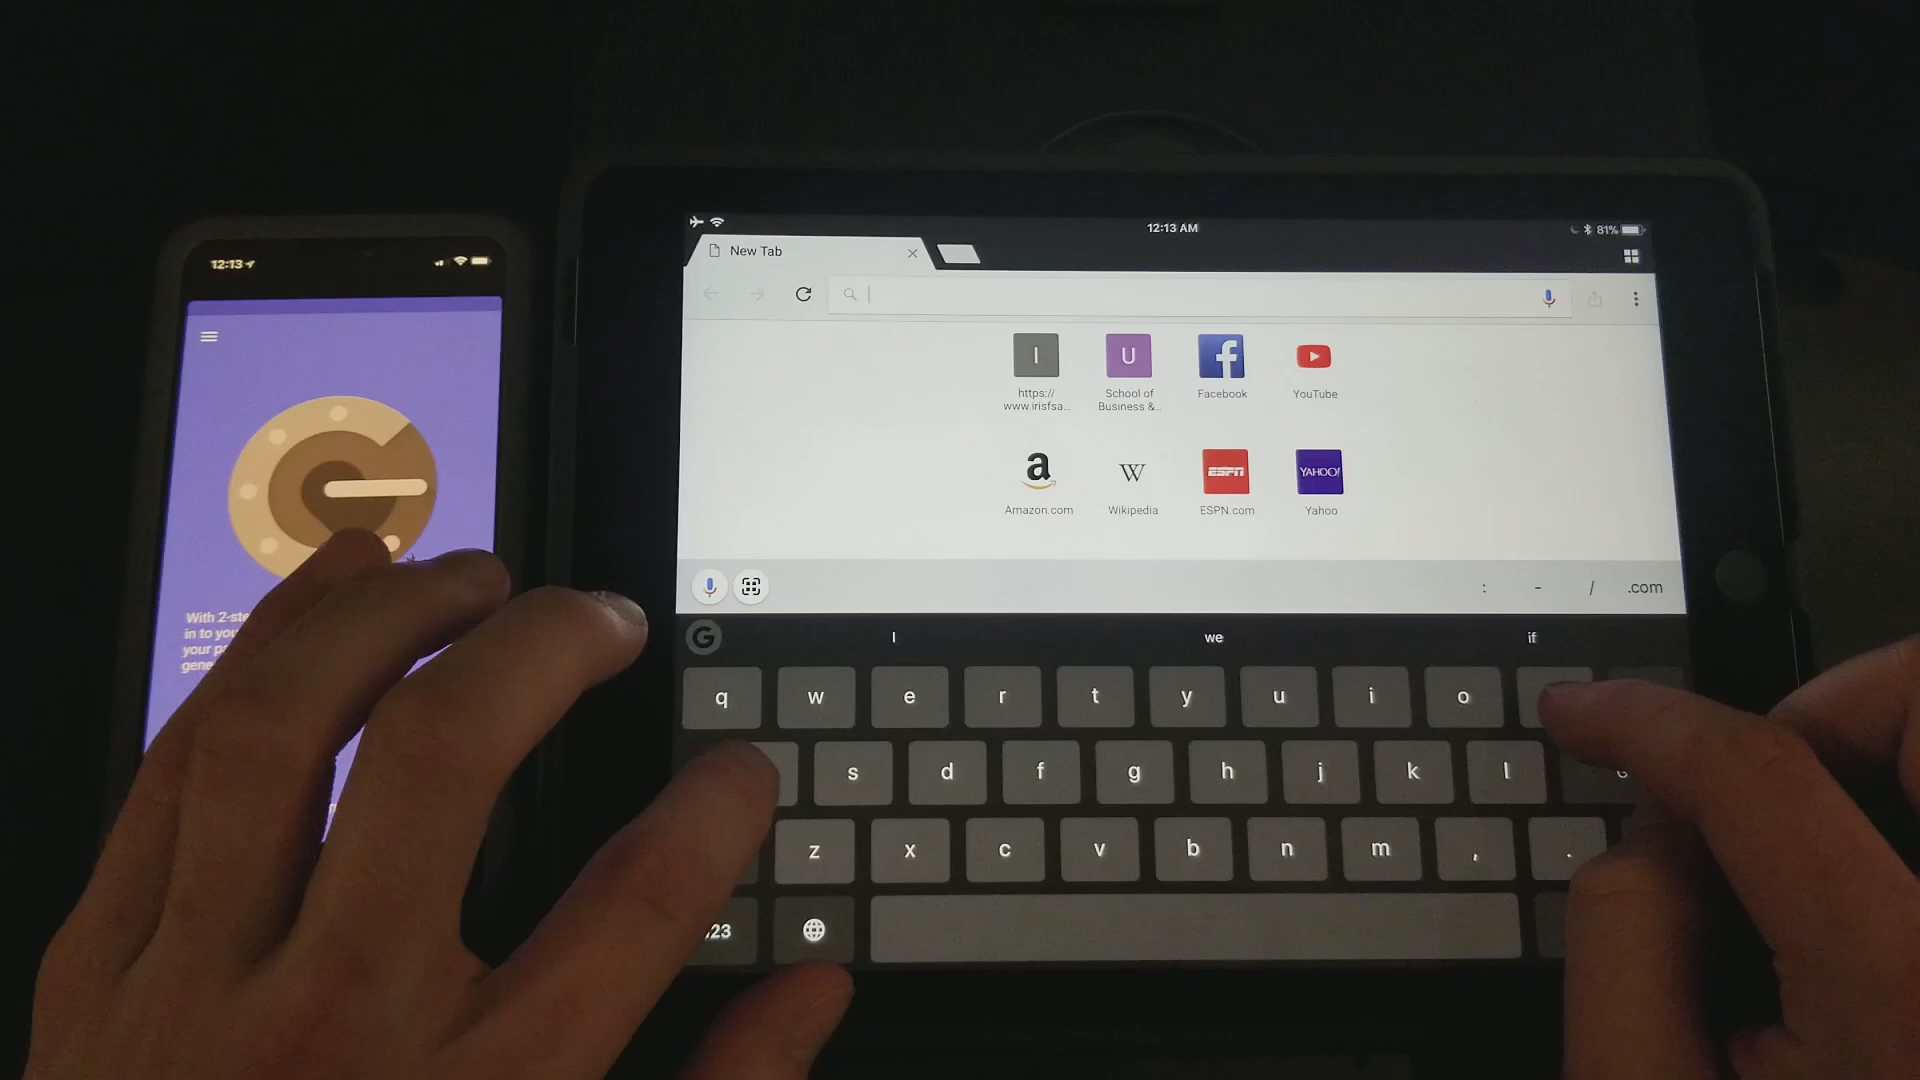 12:13
With 2-ste
in to you
your pa
gene
12:13 AM
81%
New Tab
I
U
https://
www.irisfsa...
School of
Business &...
Facebook
YouTube
a
W
ESPN
YAHOO!
Amazon.com
Wikipedia
ESPN.com
Yahoo
: - / .com
G I we if
q w e r t y u i o
s d f g h j k l
z x c v b n m , .
123